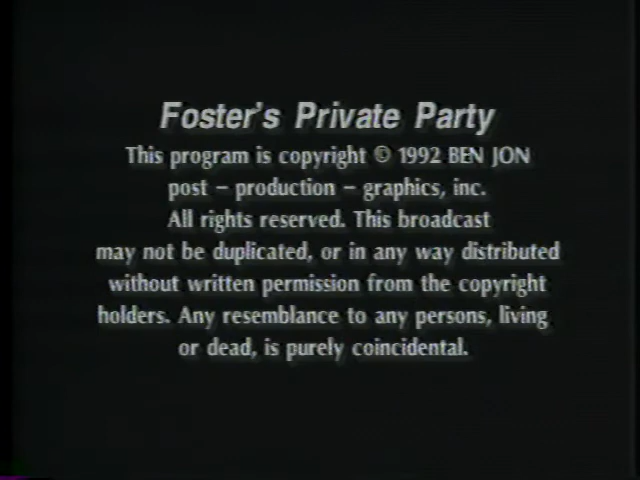 Foster's Private Party
This program is copyright © 1992 BEN JON
post – production – graphics, inc.
All rights reserved. This broadcast
may not be duplicated, or in any way distributed
without written permission from the copyright
holders. Any resemblance to any persons, living
or dead, is purely coincidental.